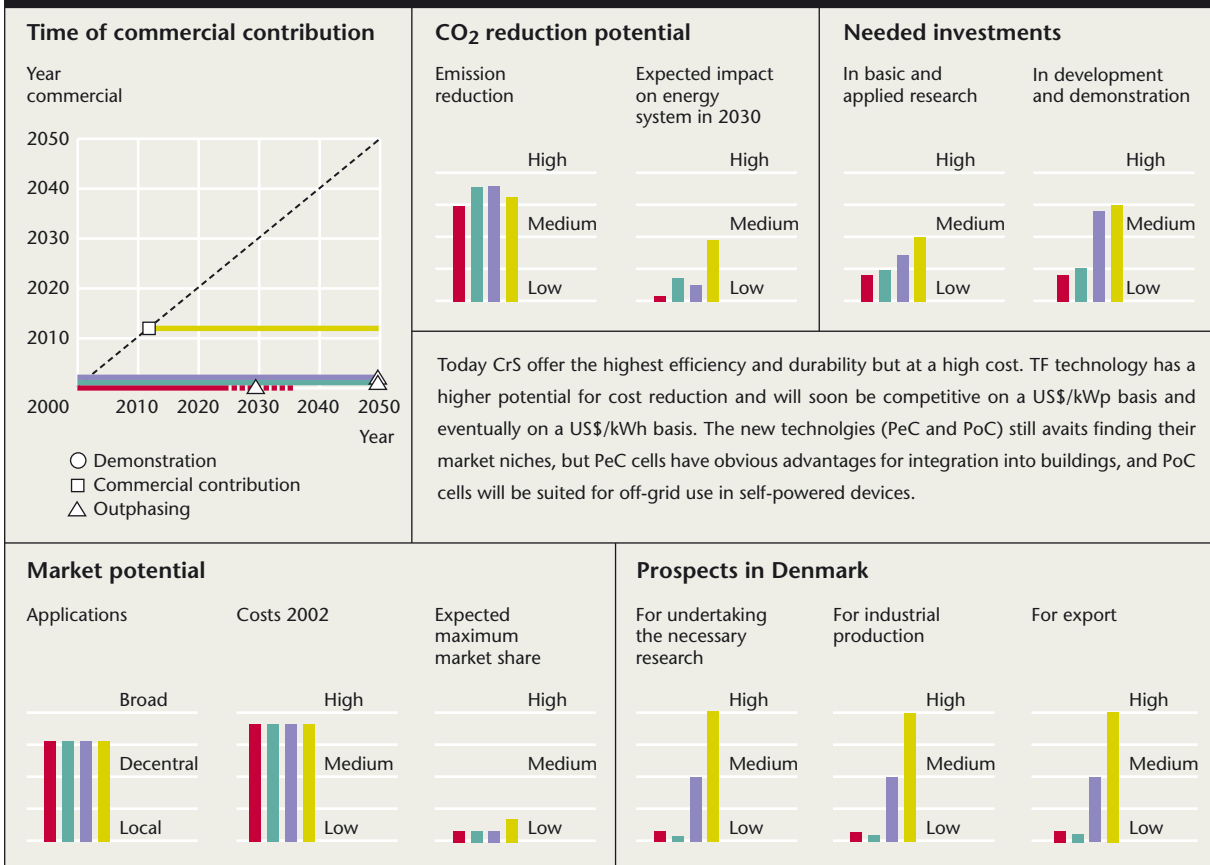 Time of commercial contribution
Year
commercial
2050
2040
2030
2020
2010
2000
2010
2020
2030
2040
2050
Year
Demonstration
Commercial contribution
Outphasing
CO2 reduction potential
Emission
reduction
High
Medium
Low
Expected impact
on energy
system in 2030
High
Medium
Low
Needed investments
In basic and
applied research
High
Medium
Low
In development
and demonstration
High
Medium
Low
Today CrS offer the highest efficiency and durability but at a high cost. TF technology has a
higher potential for cost reduction and will soon be competitive on a US$/kWp basis and
eventually on a US$/kWh basis. The new technolgies (PeC and PoC) still avaits finding their
market niches, but PeC cells have obvious advantages for integration into buildings, and PoC
cells will be suited for off-grid use in self-powered devices.
Market potential
Applications
Broad
Decentral
Local
Costs 2002
High
Medium
Low
Expected
maximum
market share
High
Medium
Low
Prospects in Denmark
For undertaking
the necessary
research
High
Medium
Low
For industrial
production
High
Medium
Low
For export
High
Medium
Low